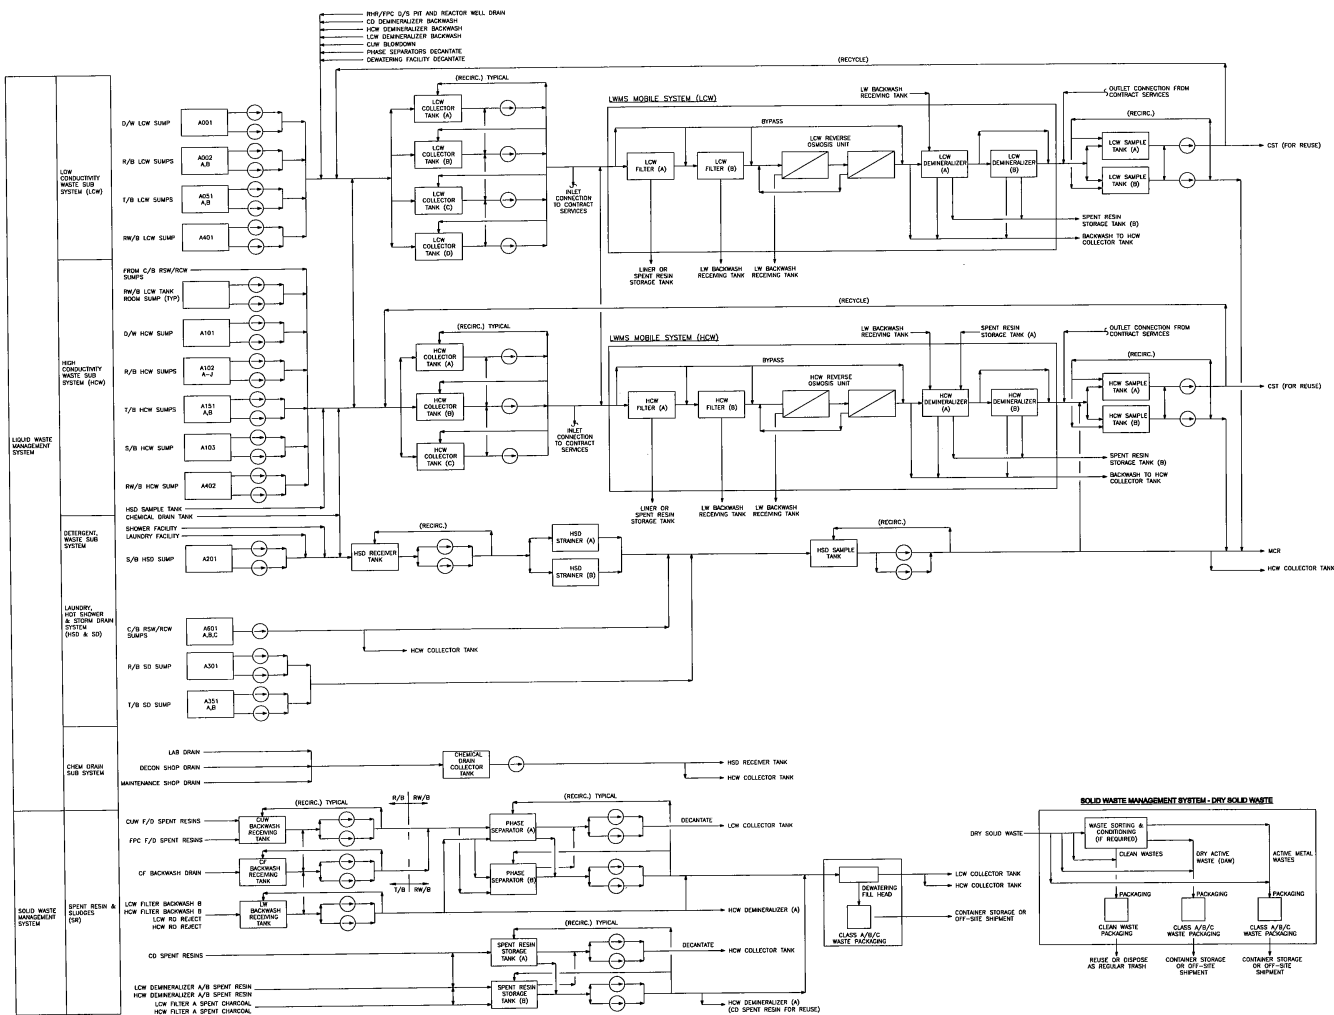 RHR/FPC D/S PIT AND REACTOR WELL DRAIN
CD DEMINERALIZER BACKWASH
HCW DEMINERALIZER BACKWASH
LCW DEMINERALIZER BACKWASH
CUW BLOWDOWN
PHASE SEPARATORS DECANTATE
DEWATERING FACILITY DECANTATE
(RECYCLE)
(RECIRC.) TYPICAL
LOW
CONDUCTIVITY
WASTE SUB
SYSTEM (LCW)
D/W LCW SUMP
A001
R/B LCW SUMPS
A002
A,B
T/B LCW SUMPS
A051
A,B
RW/B LCW SUMP
A401
LCW
COLLECTOR
TANK (A)
LCW
COLLECTOR
TANK (B)
LCW
COLLECTOR
TANK (C)
LCW
COLLECTOR
TANK (D)
INLET
CONNECTION
TO CONTRACT
SERVICES
LWMS MOBILE SYSTEM (LCW)
LW BACKWASH
RECEIVING TANK
BYPASS
LCW
FILTER (A)
LCW
FILTER (B)
LCW REVERSE
OSMOSIS UNIT
LCW
DEMINERALIZER
(A)
LCW
DEMINERALIZER
(B)
OUTLET CONNECTION FROM
CONTRACT SERVICES
(RECIRC.)
LCW SAMPLE
TANK (A)
LCW SAMPLE
TANK (B)
CST (FOR REUSE)
SPENT RESIN
STORAGE TANK (B)
BACKWASH TO HCW
COLLECTOR TANK
LINER OR
SPENT RESIN
STORAGE TANK
LW BACKWASH
RECEIVING TANK
LW BACKWASH
RECEIVING TANK
LIQUID WASTE
MANAGEMENT
SYSTEM
HIGH
CONDUCTIVITY
WASTE SUB
SYSTEM (HCW)
FROM C/B RSW/RCW
SUMPS
RW/B LCW TANK
ROOM SUMP (TYP)
D/W HCW SUMP
A101
R/B HCW SUMPS
A102
A-J
T/B HCW SUMPS
A151
A,B
S/B HCW SUMP
A103
RW/B HCW SUMP
A402
(RECYCLE)
(RECIRC.) TYPICAL
HCW
COLLECTOR
TANK (A)
HCW
COLLECTOR
TANK (B)
HCW
COLLECTOR
TANK (C)
INLET
CONNECTION
TO CONTRACT
SERVICES
LWMS MOBILE SYSTEM (HCW)
LW BACKWASH
RECEIVING TANK
SPENT RESIN
STORAGE TANK (A)
BYPASS
HCW
FILTER (A)
HCW
FILTER (B)
HCW REVERSE
OSMOSIS UNIT
HCW
DEMINERALIZER
(A)
HCW
DEMINERALIZER
(B)
OUTLET CONNECTION FROM
CONTRACT SERVICES
(RECIRC.)
HCW SAMPLE
TANK (A)
HCW SAMPLE
TANK (B)
CST (FOR REUSE)
SPENT RESIN
STORAGE TANK (B)
BACKWASH TO HCW
COLLECTOR TANK
LINER OR
SPENT RESIN
STORAGE TANK
LW BACKWASH
RECEIVING TANK
LW BACKWASH
RECEIVING TANK
HSD SAMPLE TANK
CHEMICAL DRAIN TANK
DETERGENT,
WASTE SUB
SYSTEM
SHOWER FACILITY
LAUNDRY FACILITY
S/B HSD SUMP
A201
(RECIRC.)
HSD RECEIVER
TANK
HSD
STRAINER (A)
HSD
STRAINER (B)
(RECIRC.)
HSD SAMPLE
TANK
MCR
HCW COLLECTOR TANK
LAUNDRY,
HOT SHOWER
& STORM DRAIN
SYSTEM
(HSD & SD)
C/B RSW/RCW
SUMPS
A601
A,B,C
HCW COLLECTOR TANK
R/B SD SUMP
A301
T/B SD SUMP
A351
A,B
CHEM DRAIN
SUB SYSTEM
LAB DRAIN
DECON SHOP DRAIN
MAINTENANCE SHOP DRAIN
CHEMICAL
DRAIN
COLLECTOR
TANK
HSD RECEIVER TANK
HCW COLLECTOR TANK
SOLID WASTE
MANAGEMENT
SYSTEM
SPENT RESIN &
SLUDGES
(SR)
(RECIRC.) TYPICAL
R/B
RW/B
CUW F/D SPENT RESINS
FPC F/D SPENT RESINS
CUW
BACKWASH
RECEIVING
TANK
CF BACKWASH DRAIN
CF
BACKWASH
RECEIVING
TANK
T/B
RW/B
LCW FILTER BACKWASH B
HCW FILTER BACKWASH B
LCW RO REJECT
HCW RO REJECT
LW
BACKWASH
RECEIVING
TANK
(RECIRC.) TYPICAL
PHASE
SEPARATOR (A)
PHASE
SEPARATOR (B)
DECANTATE
LCW COLLECTOR TANK
HCW DEMINERALIZER (A)
(RECIRC.) TYPICAL
CD SPENT RESINS
SPENT RESIN
STORAGE
TANK (A)
DECANTATE
HCW COLLECTOR TANK
LCW DEMINERALIZER A/B SPENT RESIN
HCW DEMINERALIZER A/B SPENT RESIN
LCW FILTER A SPENT CHARCOAL
HCW FILTER A SPENT CHARCOAL
SPENT RESIN
STORAGE
TANK (B)
HCW DEMINERALIZER (A)
(CD SPENT RESIN FOR REUSE)
DEWATERING
FILL HEAD
CLASS A/B/C
WASTE PACKAGING
LCW COLLECTOR TANK
HCW COLLECTOR TANK
CONTAINER STORAGE OR
OFF-SITE SHIPMENT
SOLID WASTE MANAGEMENT SYSTEM - DRY SOLID WASTE
DRY SOLID WASTE
WASTE SORTING &
CONDITIONING
(IF REQUIRED)
CLEAN WASTES
DRY ACTIVE
WASTE (DAW)
ACTIVE METAL
WASTES
PACKAGING
PACKAGING
PACKAGING
CLEAN WASTE
PACKAGING
CLASS A/B/C
WASTE PACKAGING
CLASS A/B/C
WASTE PACKAGING
REUSE OR DISPOSE
AS REGULAR TRASH
CONTAINER STORAGE
OR OFF-SITE
SHIPMENT
CONTAINER STORAGE
OR OFF-SITE
SHIPMENT